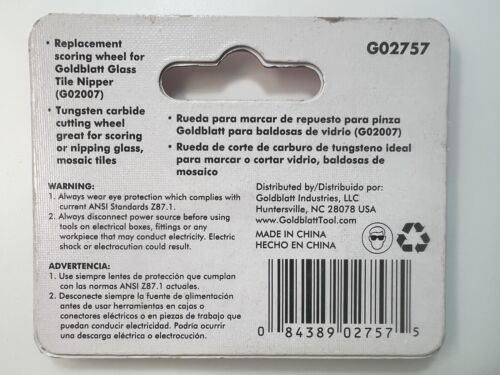 • Replacement
scoring wheel for
Goldblatt Glass
Tile Nipper
(G02007)
• Tungsten carbide
cutting wheel
great for scoring
or nipping glass,
mosaic tiles
G02757
• Rueda para marcar de repuesto para pinza
Goldblatt para baldosas de vidrio (G02007)
• Rueda de corte de carburo de tungsteno ideal
para marcar o cortar vidrio, baldosas de
mosaico
WARNING:
1. Always wear eye protection which complies with
current ANSI Standards Z87.1.
2. Always disconnect power source before using
tools on electrical boxes, fittings or any
workpiece that may conduct electricity. Electric
shock or electrocution could result.
ADVERTENCIA:
1. Use siempre lentes de protección que cumplan
con las normas ANSI Z87.1 actuales.
2. Desconecte siempre la fuente de alimentación
antes de usar herramientas en cajas o
conectores eléctricos o en piezas de trabajo que
puedan conducir electricidad. Podría ocurrir
una descarga eléctrica o electrocución.
Distributed by/Distribuido por:
Goldblatt Industries, LLC
Huntersville, NC 28078 USA
www.GoldblattTool.com
MADE IN CHINA
HECHO EN CHINA
0 84389 02757 5